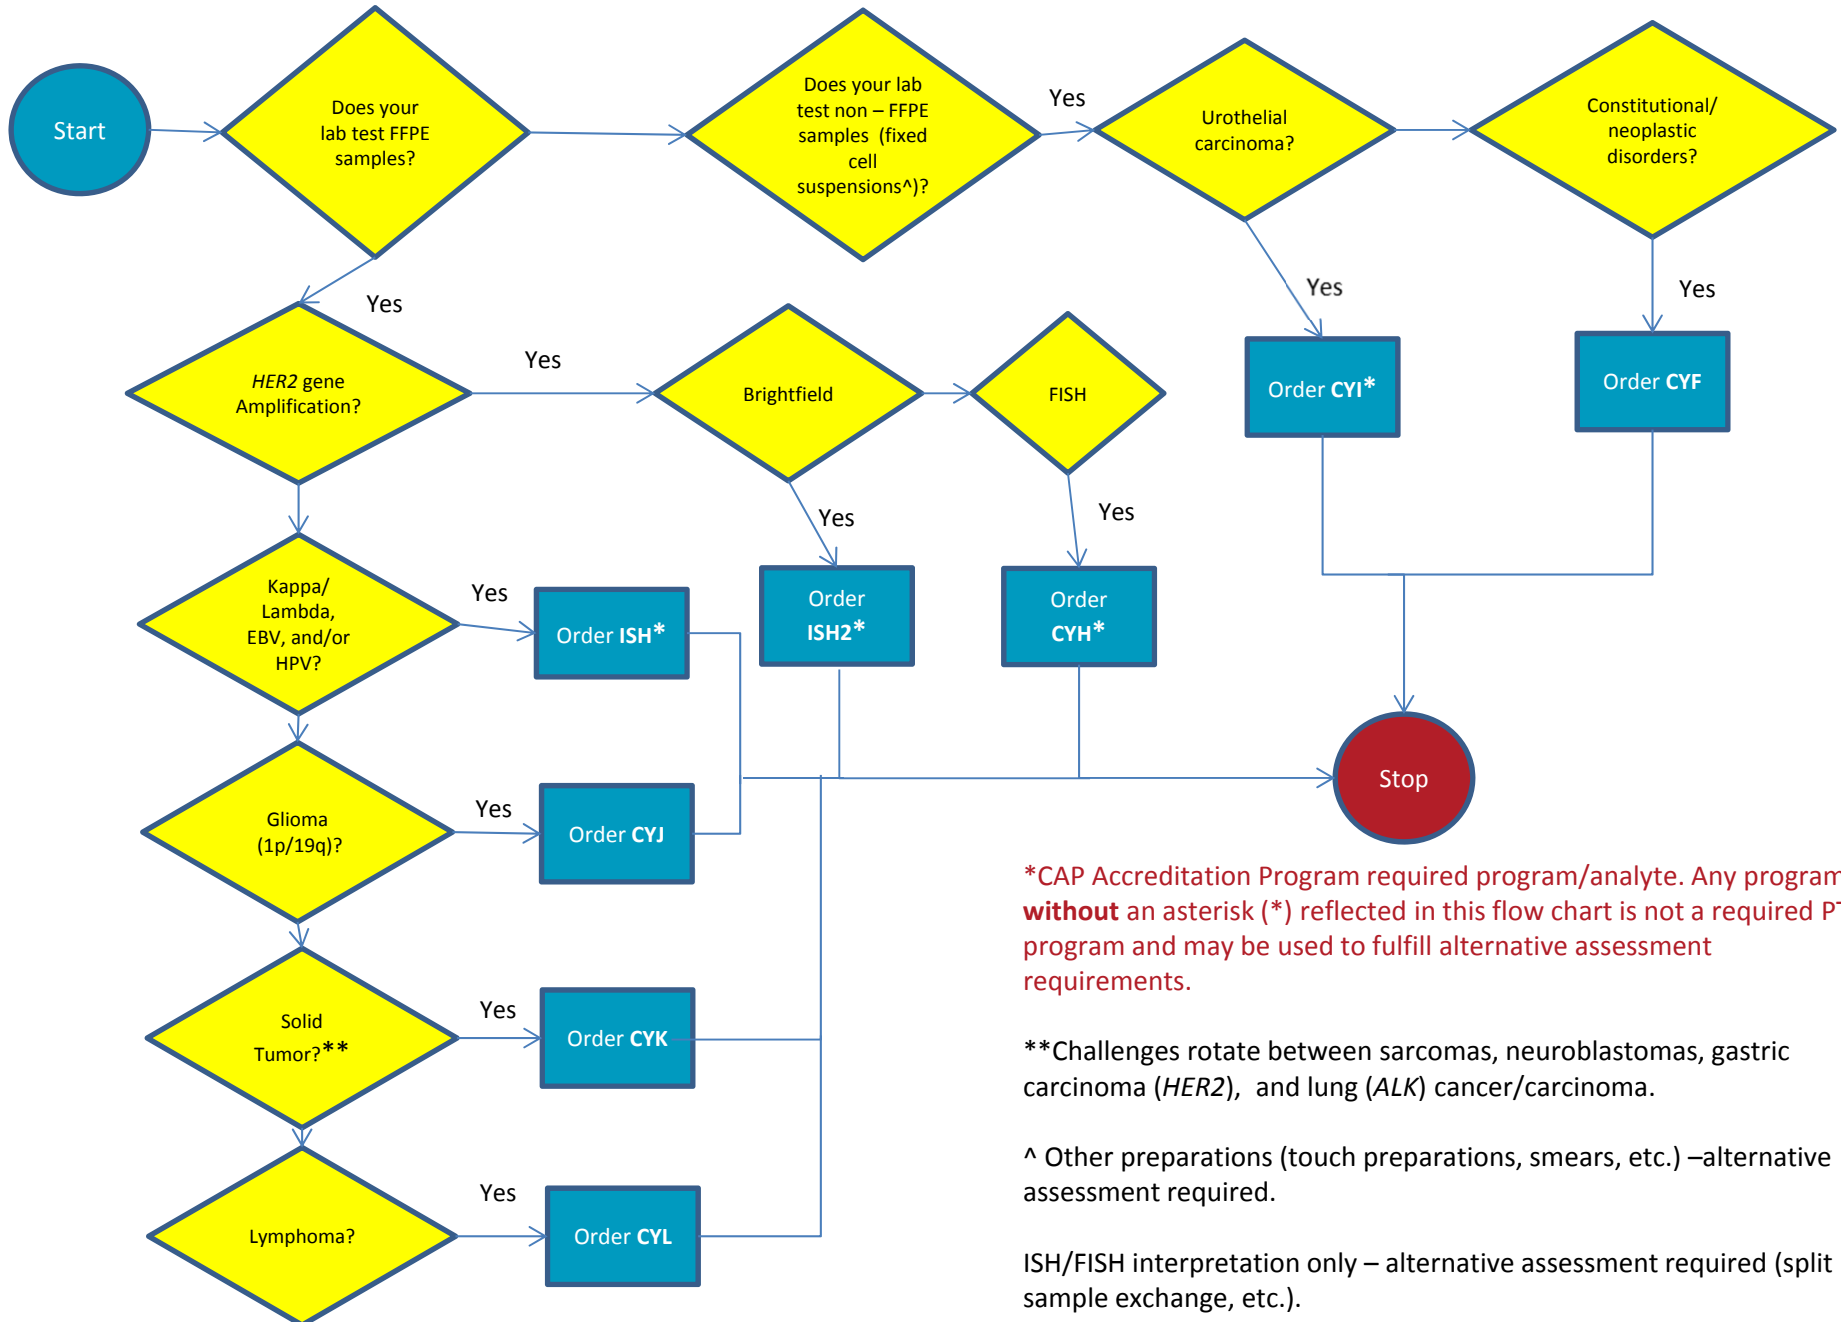 Start
Does your
lab test FFPE
samples?
Does your lab
test non – FFPE
samples (fixed
cell
suspensions^)?
Yes
Urothelial
carcinoma?
Constitutional/
neoplastic
disorders?
Yes
Yes
Yes
HER2 gene
Amplification?
Yes
Brightfield
FISH
Order CYI*
Order CYF
Yes
Yes
Kappa/
Lambda,
EBV, and/or
HPV?
Yes
Order ISH*
Order
ISH2*
Order
CYH*
Glioma
(1p/19q)?
Yes
Order CYJ
Stop
Solid
Tumor?**
Yes
Order CYK
Lymphoma?
Yes
Order CYL
*CAP Accreditation Program required program/analyte. Any program
without an asterisk (*) reflected in this flow chart is not a required PT
program and may be used to fulfill alternative assessment
requirements.
**Challenges rotate between sarcomas, neuroblastomas, gastric
carcinoma (HER2), and lung (ALK) cancer/carcinoma.
^ Other preparations (touch preparations, smears, etc.) –alternative
assessment required.
ISH/FISH interpretation only – alternative assessment required (split
sample exchange, etc.).